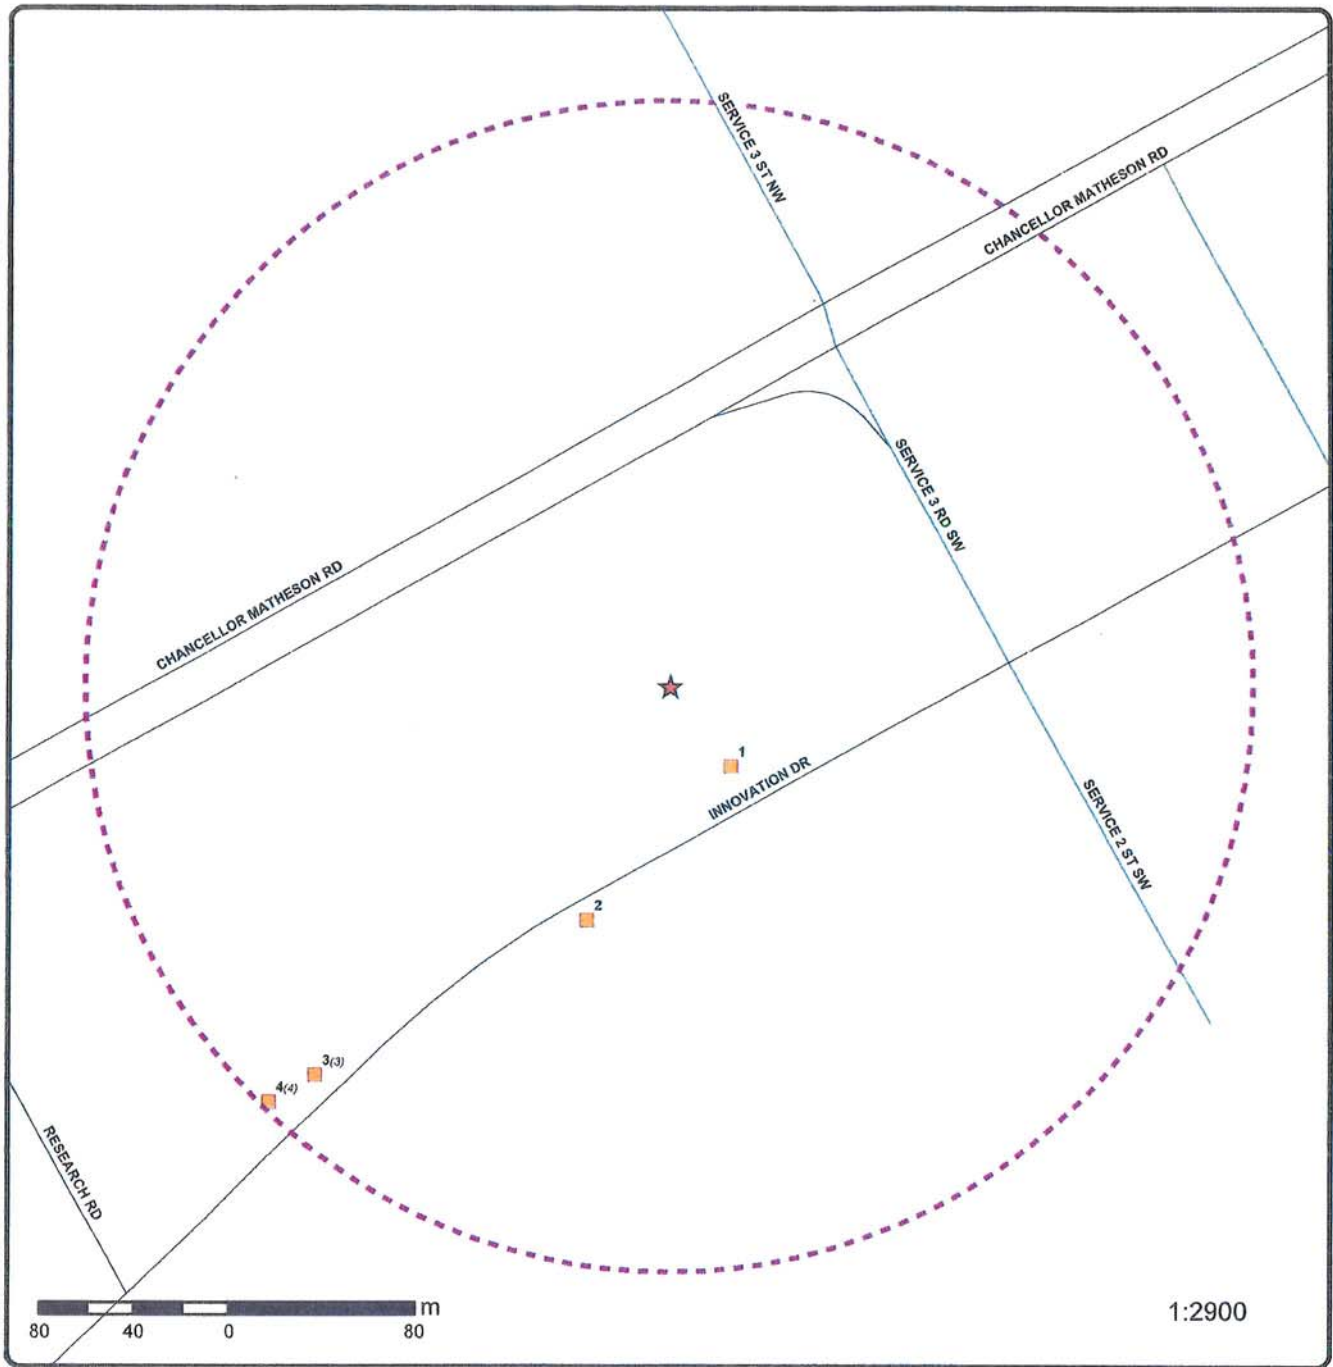 SERVICE 3 ST NW
CHANCELLOR MATHESON RD
SERVICE 3 RD SW
CHANCELLOR MATHESON RD
1
INNOVATION DR
SERVICE 2 ST SW
2
3(3)
4(4)
RESEARCH RD
m
1:2900
80 40 0 80